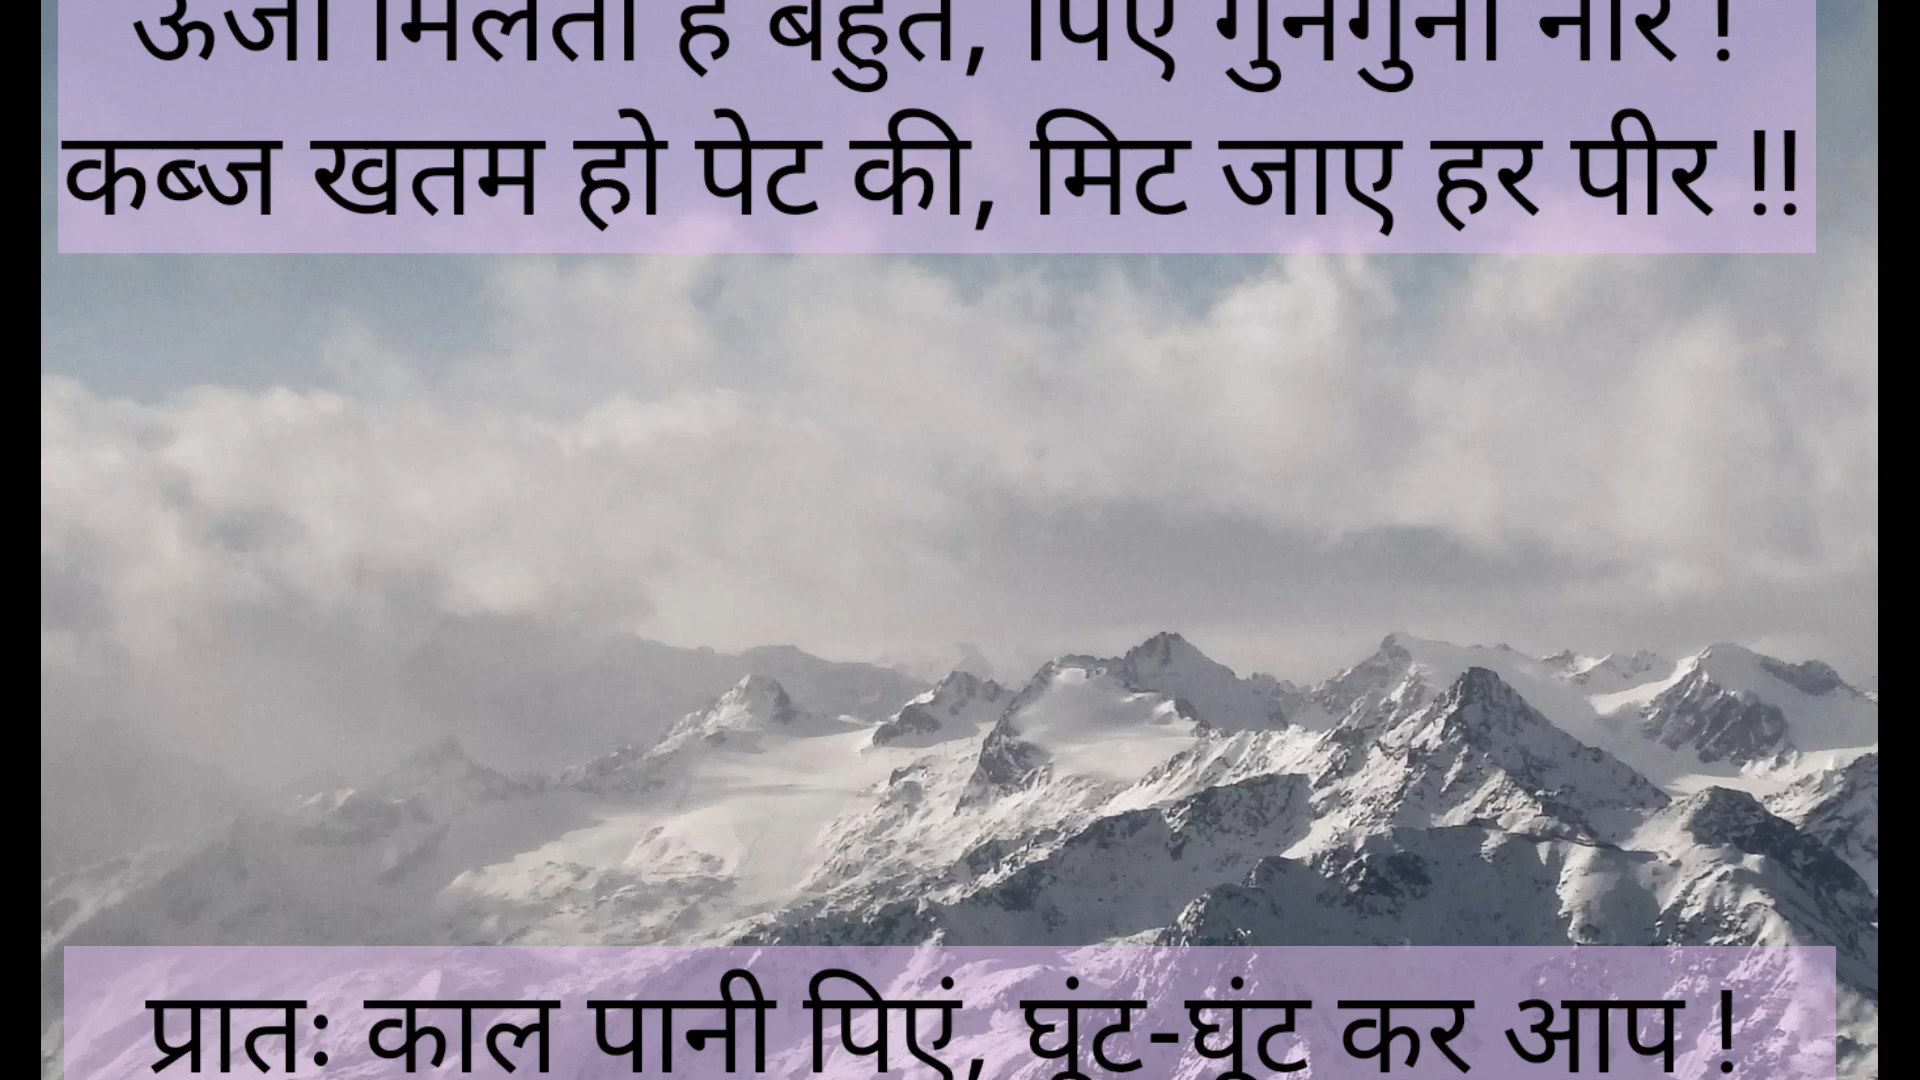 ऊर्जा मिलती है बहुत, पिएं गुनगुना नीर !
कब्ज खतम हो पेट की, मिट जाए हर पीर !!
प्रातः काल पानी पिएं, घूंट-घूंट कर आप !